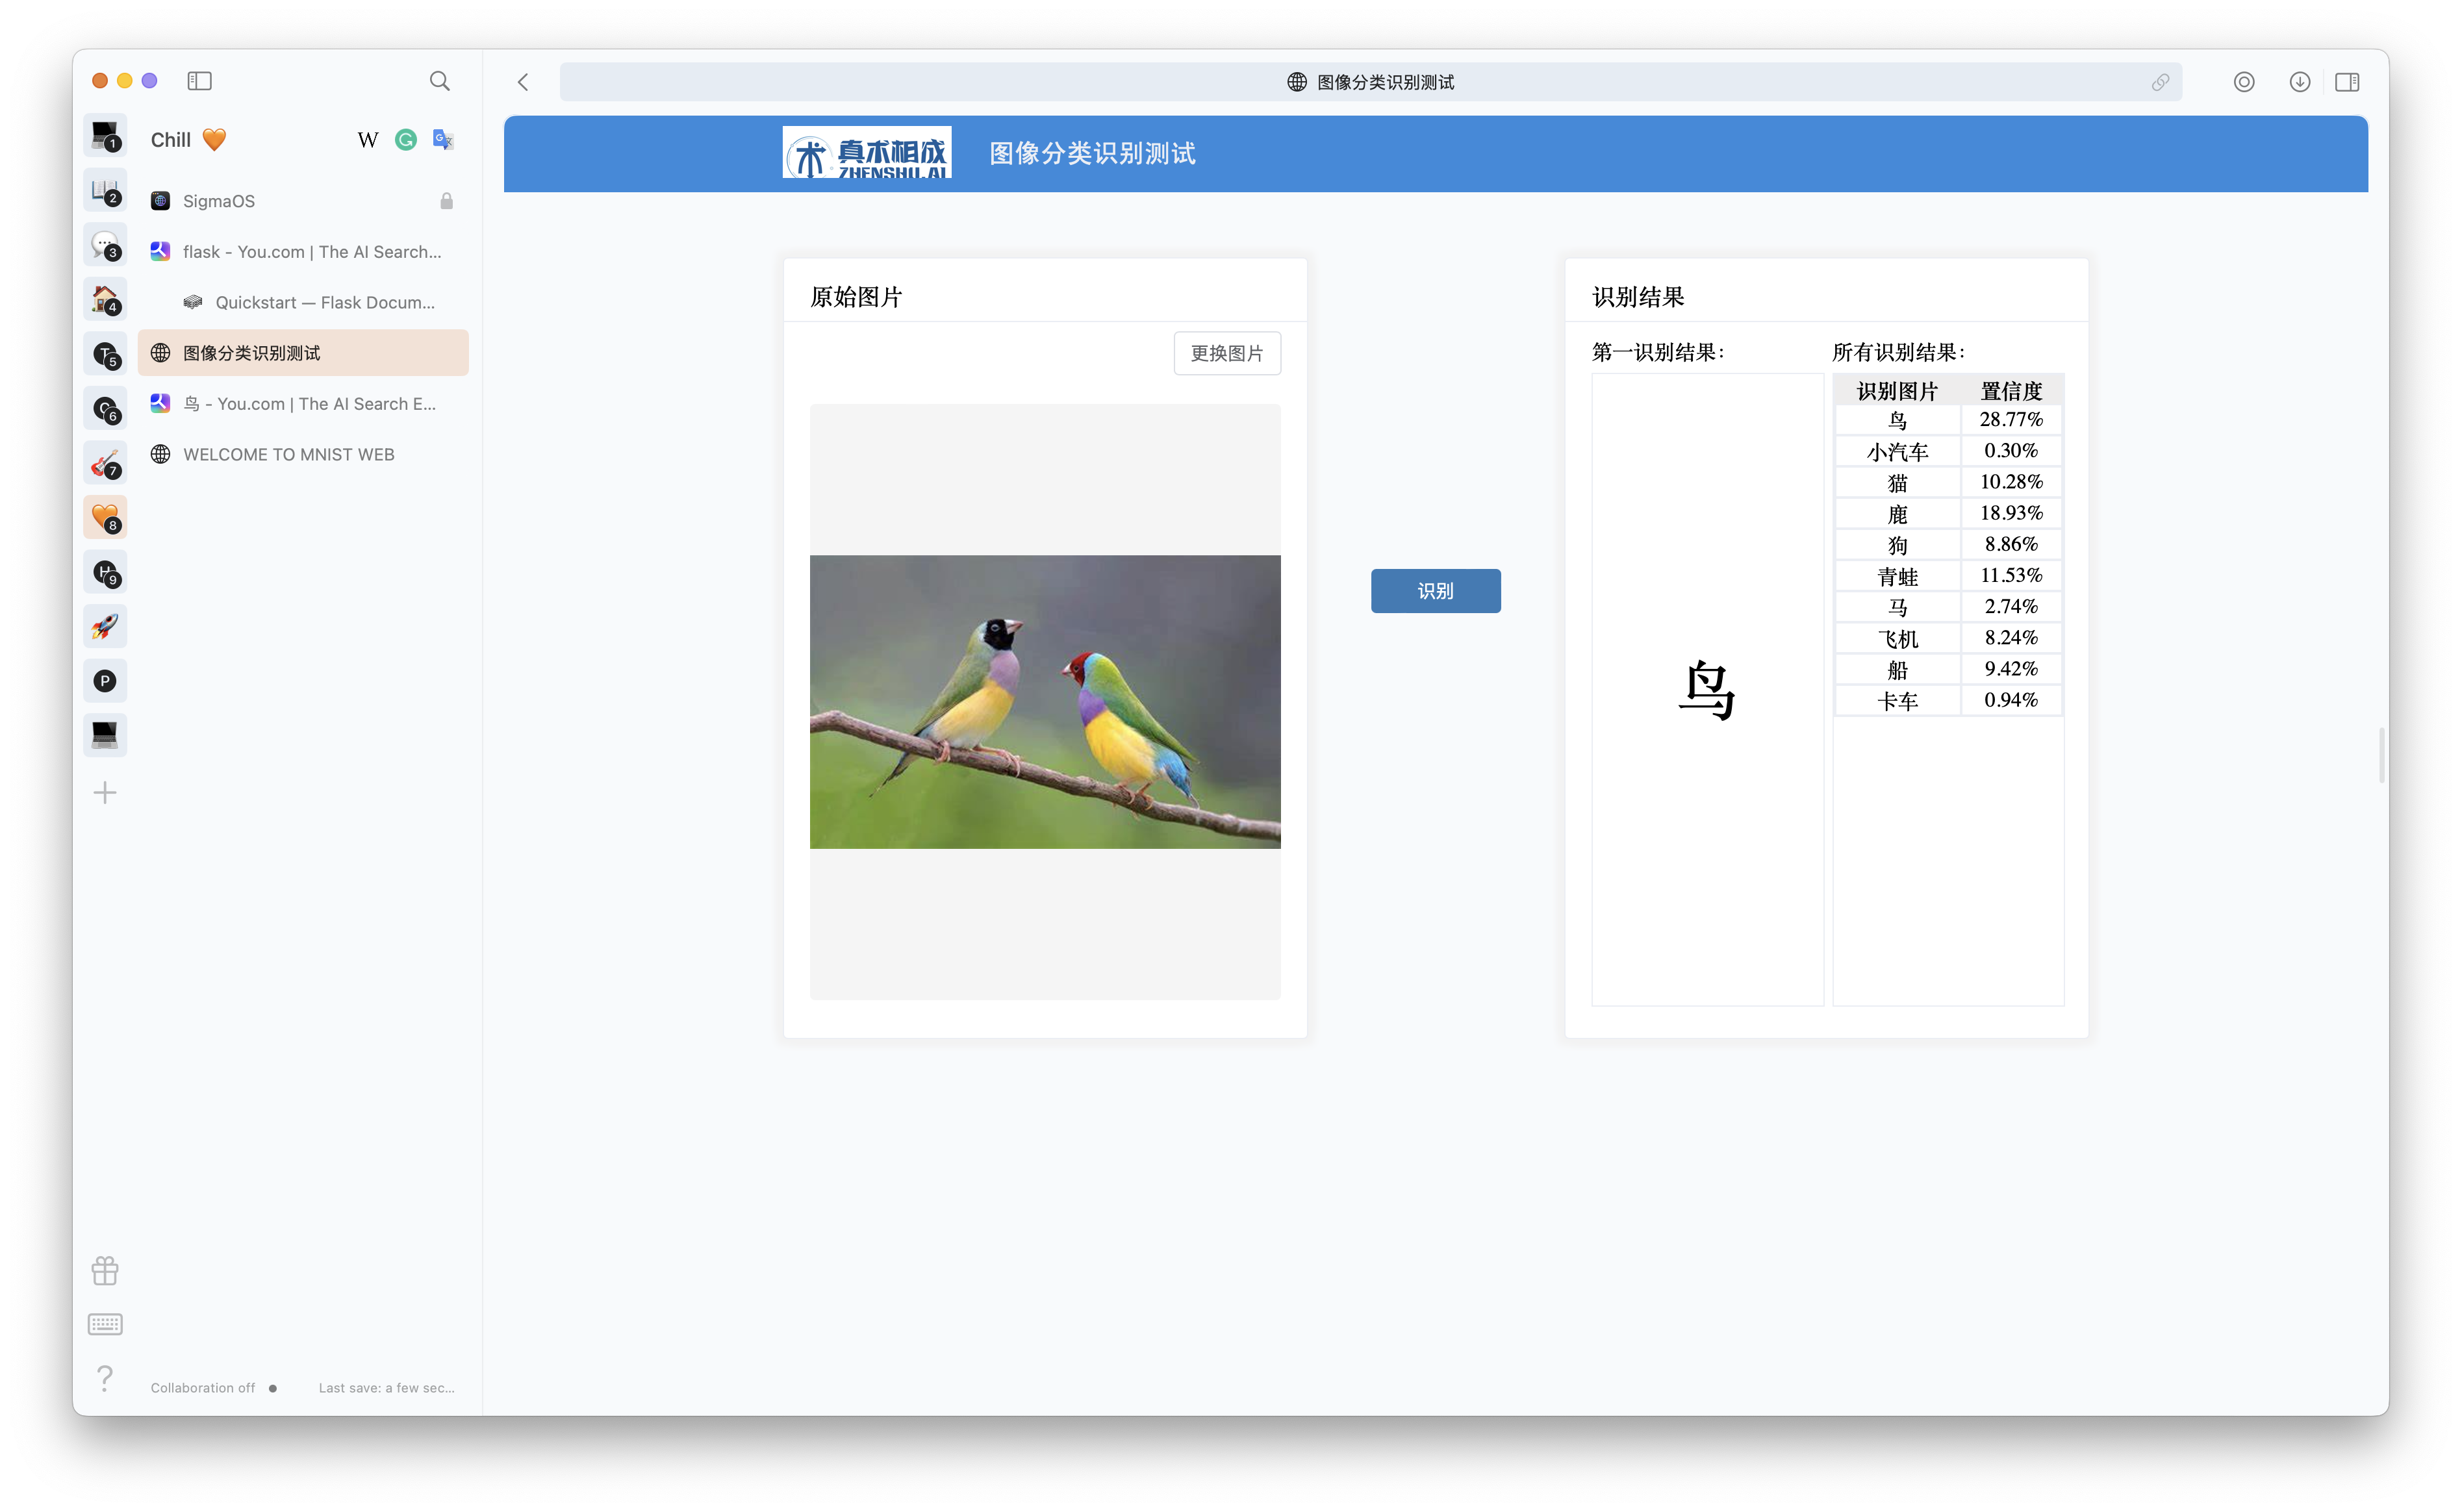 图像分类识别测试
1
Chill
W
G
2
SigmaOS
3
flask - You.com | The AI Search...
4
Quickstart — Flask Docum...
T
5
图像分类识别测试
6
鸟 - You.com | The AI Search E...
7
WELCOME TO MNIST WEB
8
H
9
P
?
Collaboration off
Last save: a few sec...
真术相成
ZHENSHU.AI
图像分类识别测试
原始图片
更换图片
识别
识别结果
第一识别结果：
鸟
所有识别结果：
识别图片 置信度
鸟 28.77%
小汽车 0.30%
猫 10.28%
鹿 18.93%
狗 8.86%
青蛙 11.53%
马 2.74%
飞机 8.24%
船 9.42%
卡车 0.94%